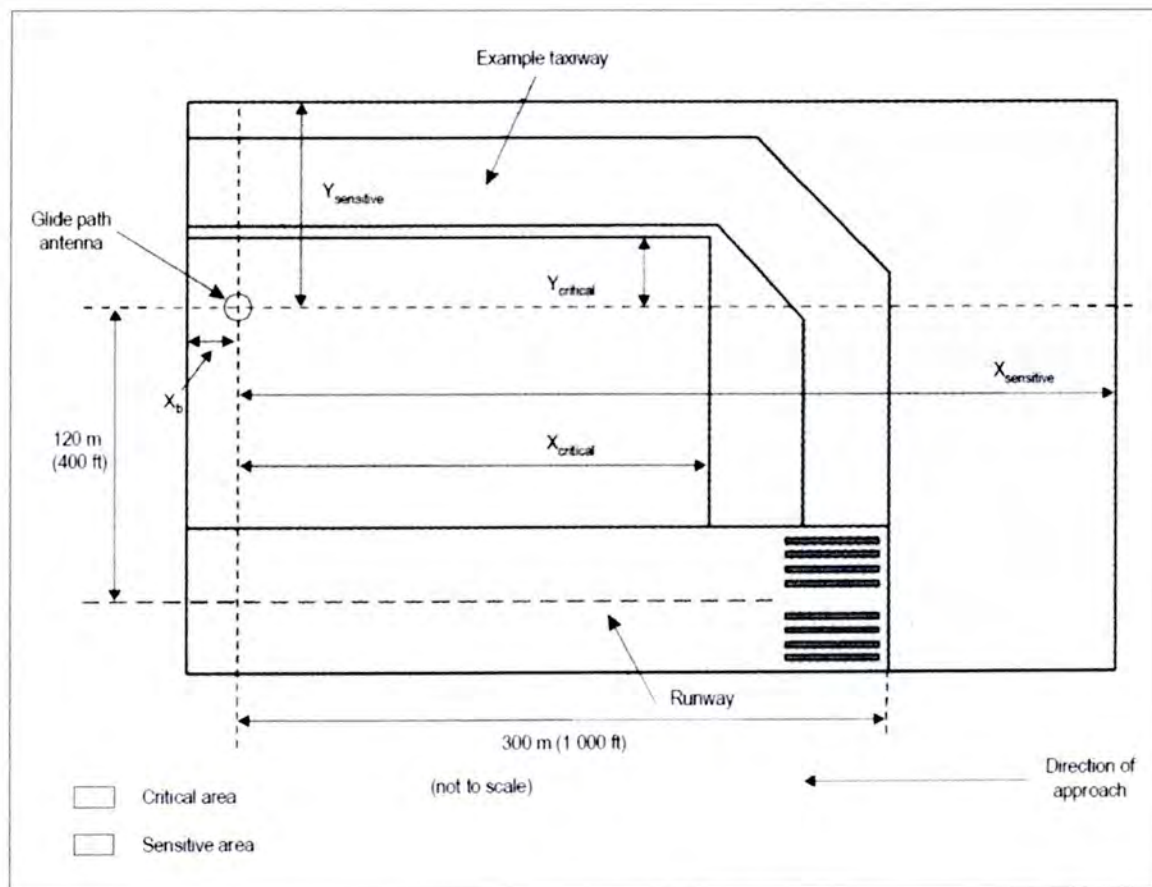 Example taxiway
Y sensitive
Glide path
antenna
Y critical
X sensitive
X b
120 m
(400 ft)
X critical
Runway
300 m (1 000 ft)
(not to scale)
Direction of
approach
Critical area
Sensitive area